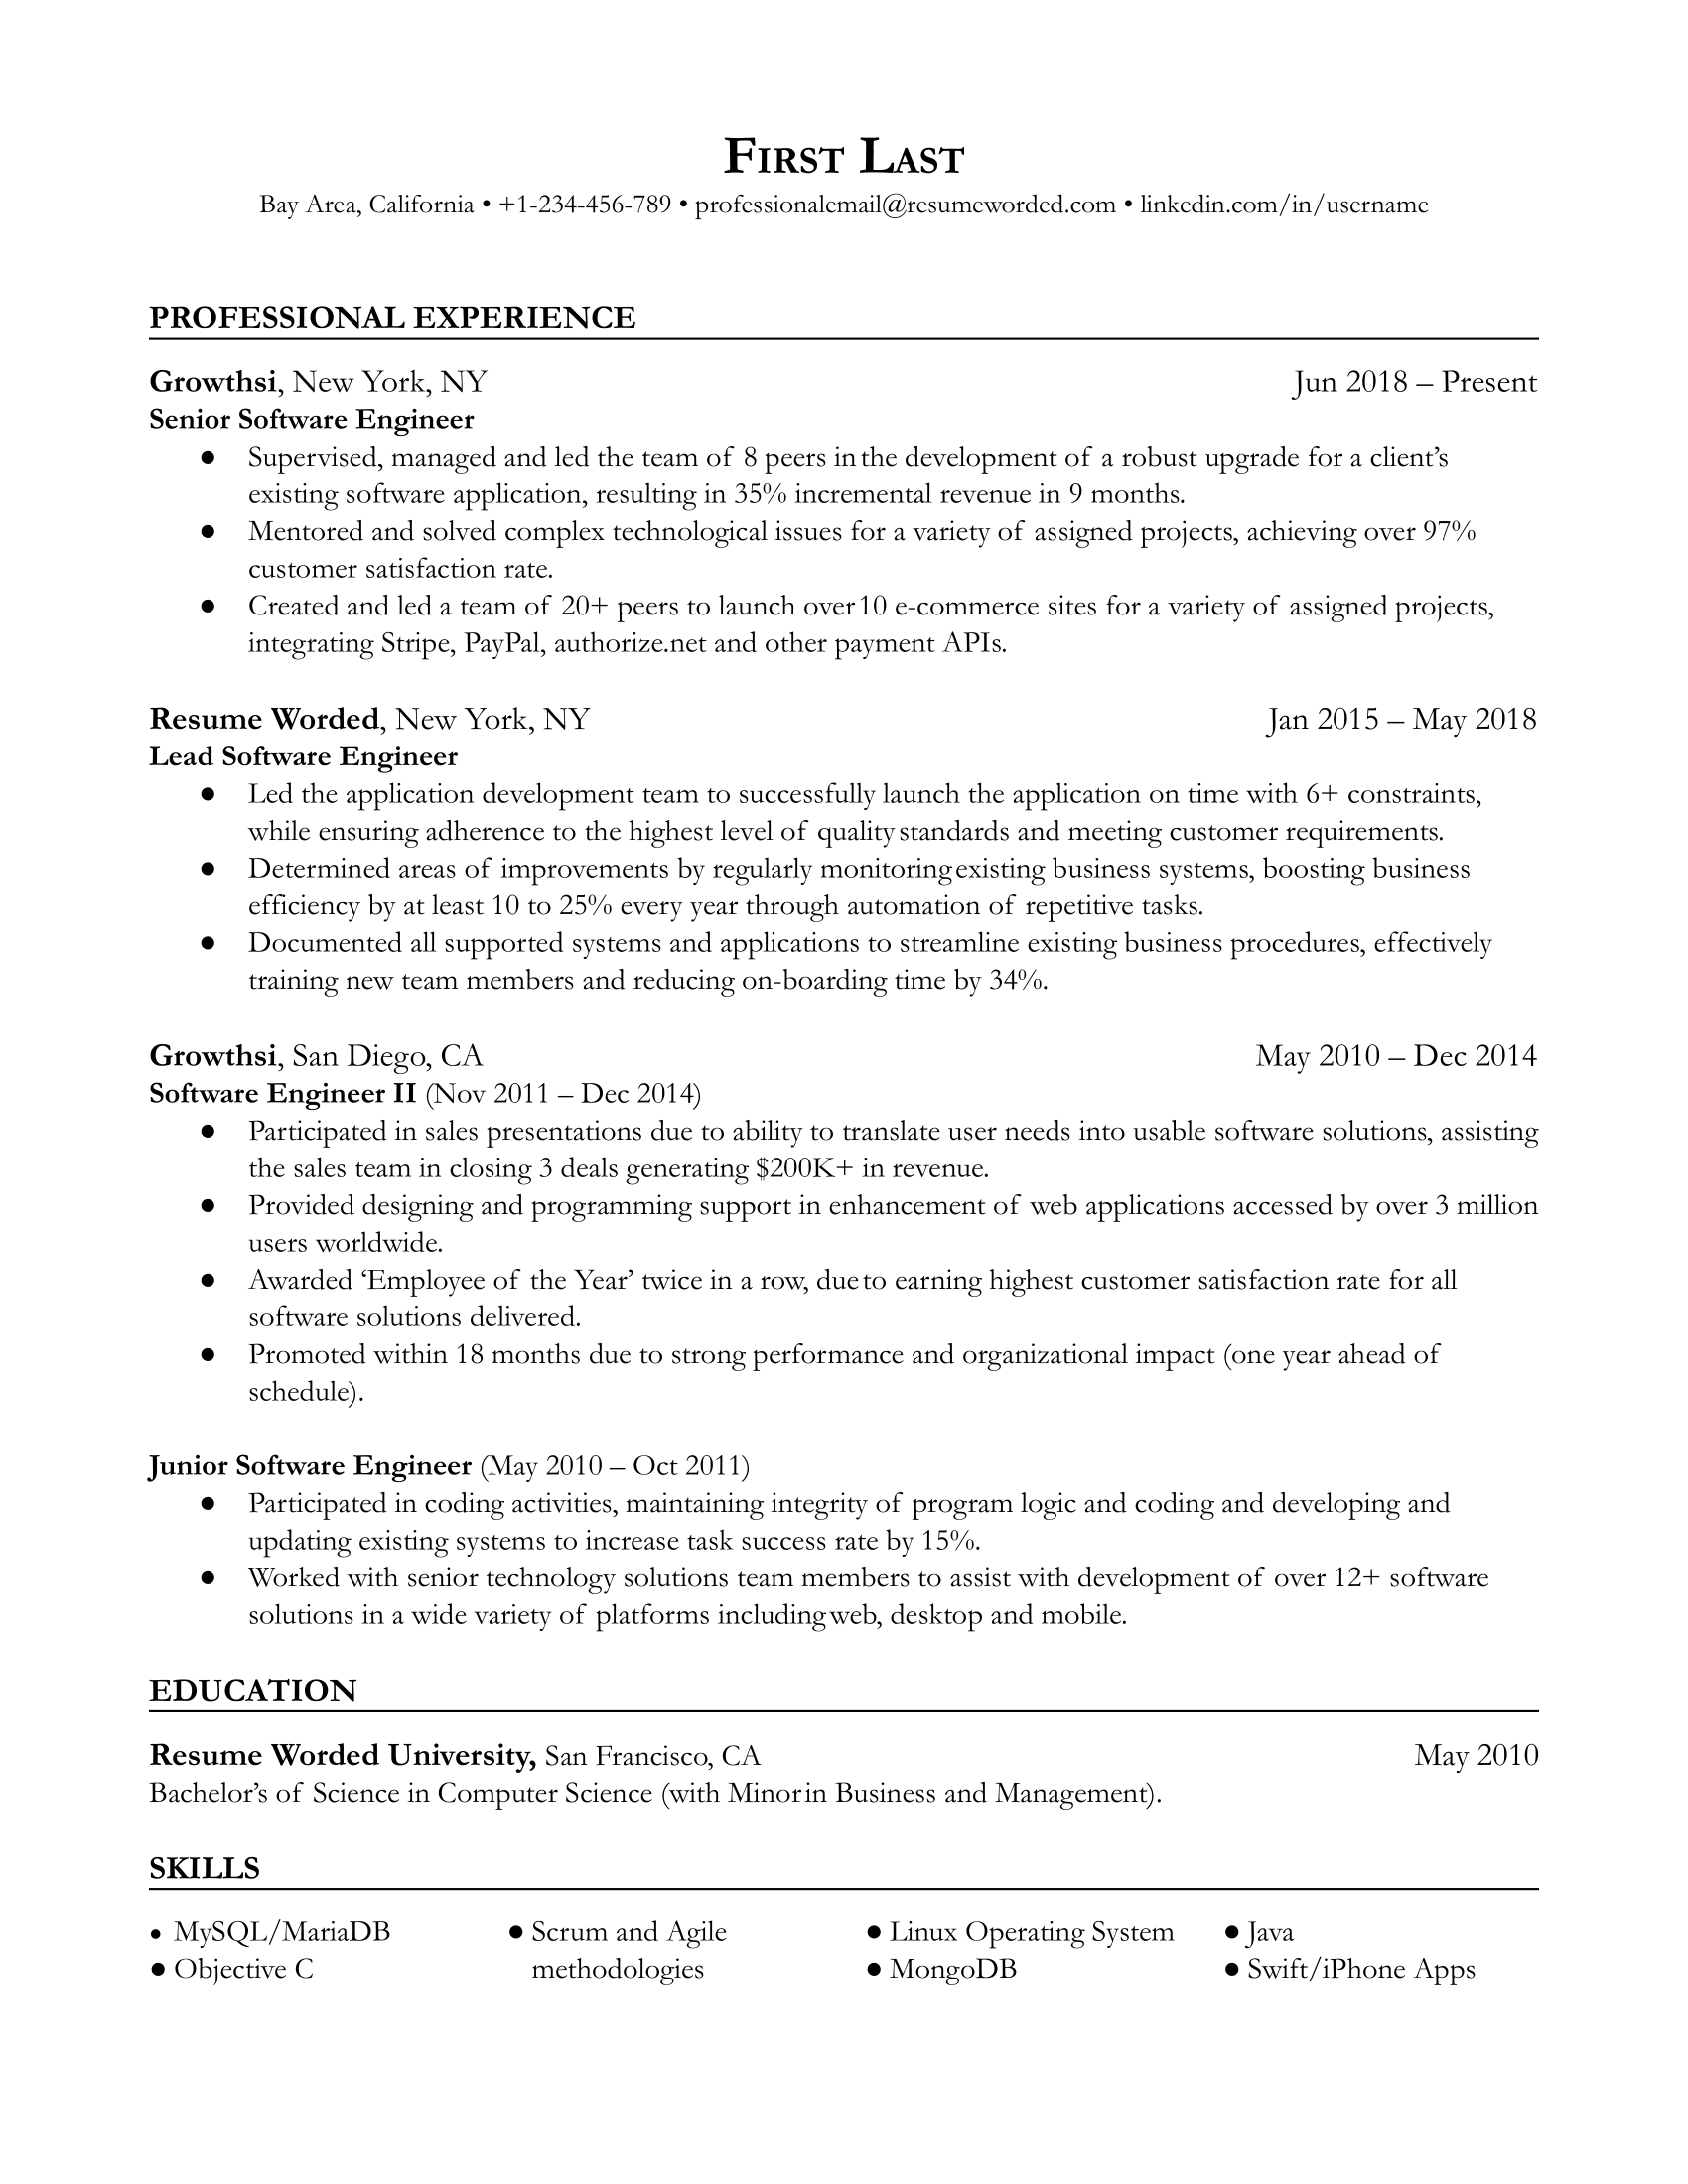 First Last
Bay Area, California • +1-234-456-789 • professionalemail@resumeworded.com • linkedin.com/in/username
PROFESSIONAL EXPERIENCE
Growthsi, New York, NY Jun 2018 – Present
Senior Software Engineer
● Supervised, managed and led the team of 8 peers in the development of a robust upgrade for a client’s
existing software application, resulting in 35% incremental revenue in 9 months.
● Mentored and solved complex technological issues for a variety of assigned projects, achieving over 97%
customer satisfaction rate.
● Created and led a team of 20+ peers to launch over 10 e-commerce sites for a variety of assigned projects,
integrating Stripe, PayPal, authorize.net and other payment APIs.
Resume Worded, New York, NY Jan 2015 – May 2018
Lead Software Engineer
● Led the application development team to successfully launch the application on time with 6+ constraints,
while ensuring adherence to the highest level of quality standards and meeting customer requirements.
● Determined areas of improvements by regularly monitoring existing business systems, boosting business
efficiency by at least 10 to 25% every year through automation of repetitive tasks.
● Documented all supported systems and applications to streamline existing business procedures, effectively
training new team members and reducing on-boarding time by 34%.
Growthsi, San Diego, CA May 2010 – Dec 2014
Software Engineer II (Nov 2011 – Dec 2014)
● Participated in sales presentations due to ability to translate user needs into usable software solutions, assisting
the sales team in closing 3 deals generating $200K+ in revenue.
● Provided designing and programming support in enhancement of web applications accessed by over 3 million
users worldwide.
● Awarded ‘Employee of the Year’ twice in a row, due to earning highest customer satisfaction rate for all
software solutions delivered.
● Promoted within 18 months due to strong performance and organizational impact (one year ahead of
schedule).
Junior Software Engineer (May 2010 – Oct 2011)
● Participated in coding activities, maintaining integrity of program logic and coding and developing and
updating existing systems to increase task success rate by 15%.
● Worked with senior technology solutions team members to assist with development of over 12+ software
solutions in a wide variety of platforms including web, desktop and mobile.
EDUCATION
Resume Worded University, San Francisco, CA May 2010
Bachelor’s of Science in Computer Science (with Minor in Business and Management).
SKILLS
● MySQL/MariaDB ● Scrum and Agile ● Linux Operating System ● Java
● Objective C methodologies ● MongoDB ● Swift/iPhone Apps